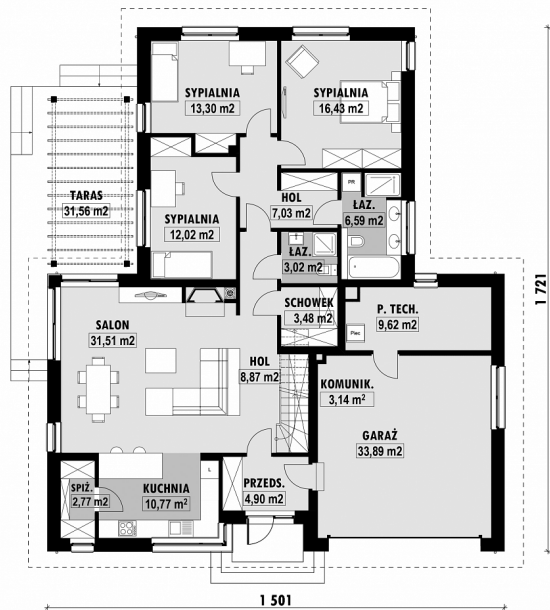 SYPIALNIA
13,30 m2
SYPIALNIA
16,43 m2
TARAS
31,56 m2
SYPIALNIA
12,02 m2
HOL
7,03 m2
PR
ŁAZ.
6,59 m2
ŁAZ.
3,02 m2
SCHOWEK
3,48 m2
P. TECH.
9,62 m2
Piec
SALON
31,51 m2
HOL
8,87 m2
KOMUNIK.
3,14 m²
GARAŻ
33,89 m2
SPIŻ.
2,77 m2
KUCHNIA
10,77 m²
L
PRZEDS.
4,90 m2
1 721
1 501